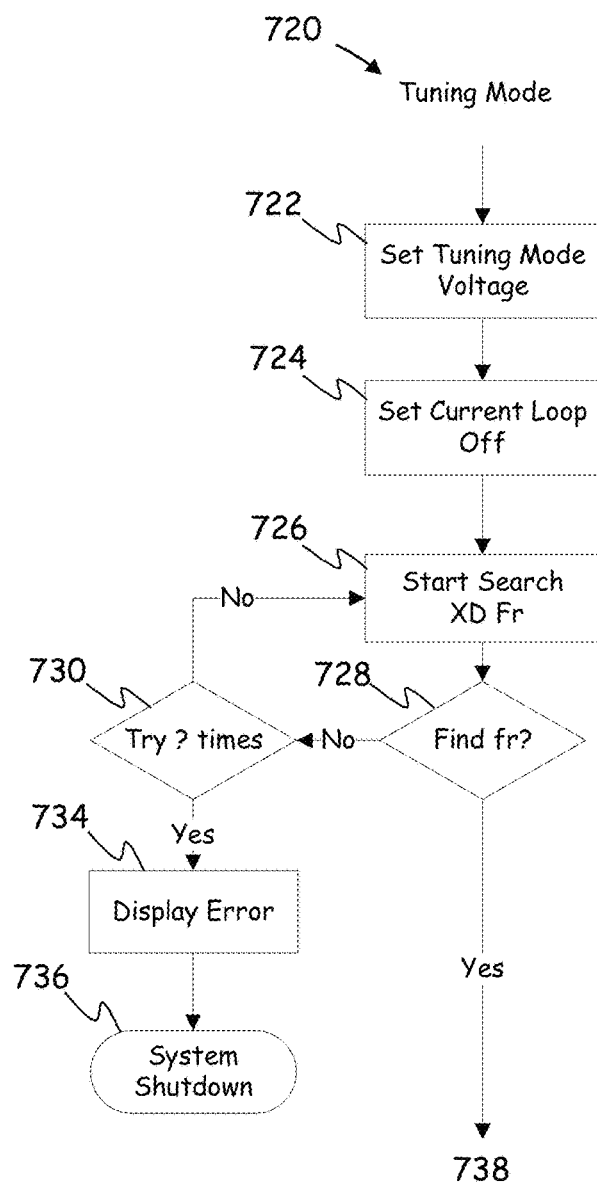 720
Tuning Mode
722
Set Tuning Mode
Voltage
724
Set Current Loop
Off
726
Start Search
XD Fr
No
730
728
Try ? times
No
Find fr?
734
Yes
Display Error
Yes
736
System
Shutdown
738